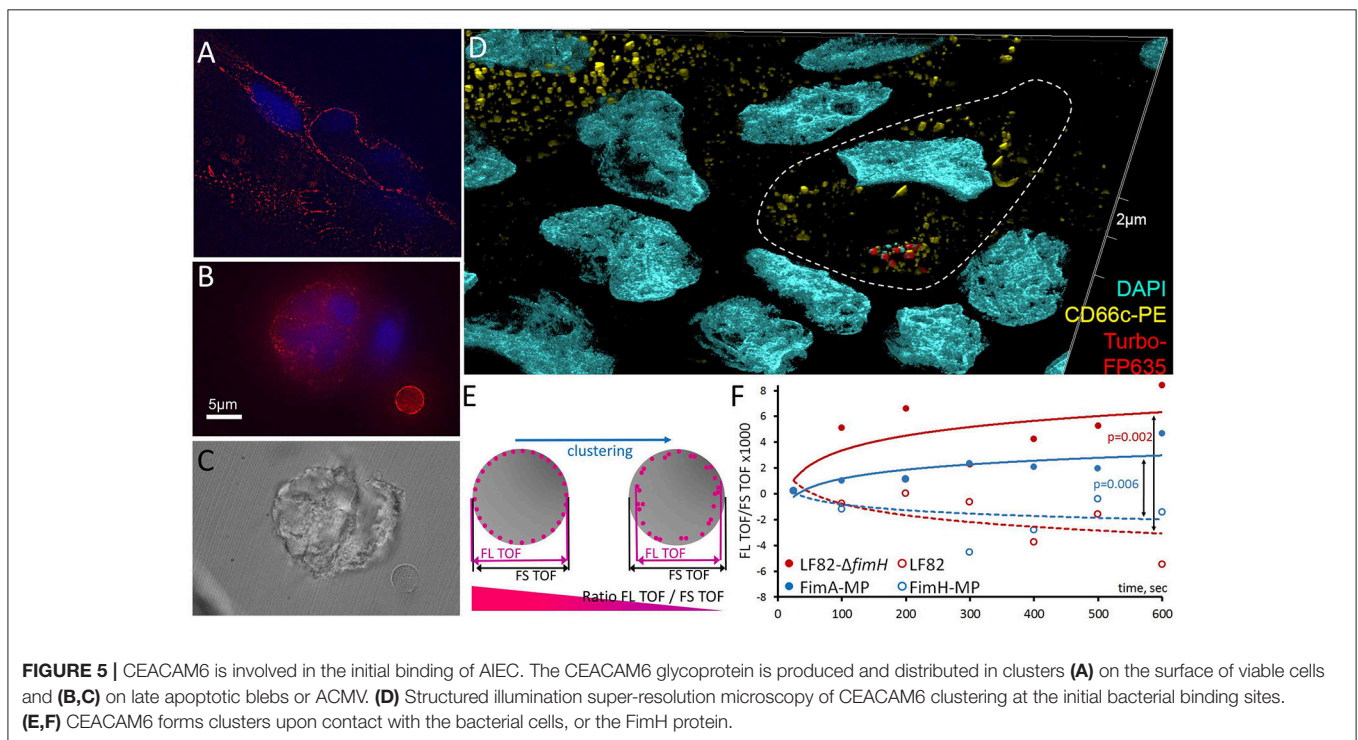 A
B
5µm
C
D
2µm
DAPI
CD66c-PE
Turbo-
FP635
E
clustering
FL TOF
FS TOF
FL TOF
FS TOF
Ratio FL TOF / FS TOF
F
FL TOF/FS TOF x1000
8
6
4
2
0
-2
-4
-6
-8
100
200
300
400
500
600
time, sec
p=0.002
p=0.006
LF82-ΔfimH
LF82
FimA-MP
FimH-MP
FIGURE 5 | CEACAM6 is involved in the initial binding of AIEC. The CEACAM6 glycoprotein is produced and distributed in clusters (A) on the surface of viable cells
and (B,C) on late apoptotic blebs or ACMV. (D) Structured illumination super-resolution microscopy of CEACAM6 clustering at the initial bacterial binding sites.
(E,F) CEACAM6 forms clusters upon contact with the bacterial cells, or the FimH protein.